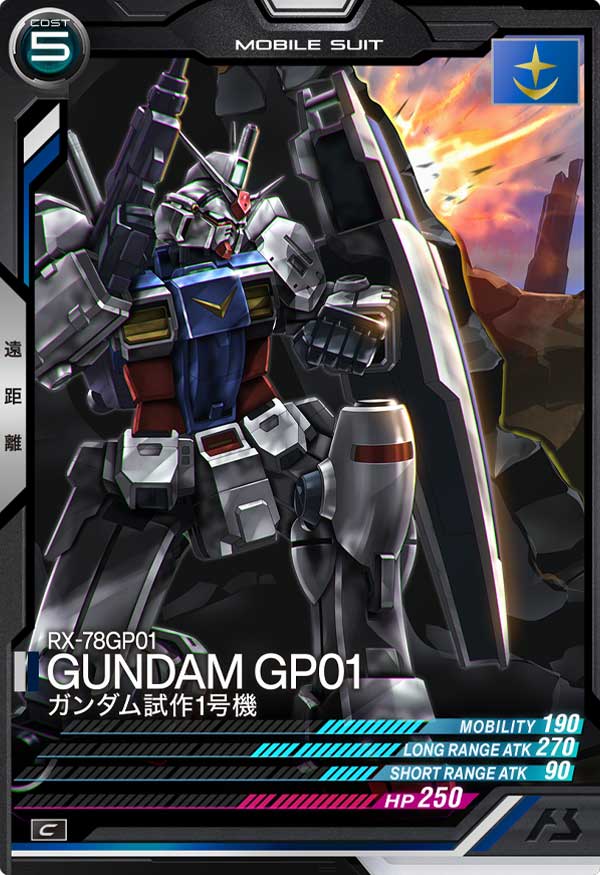 COST
5
MOBILE SUIT
遠距離
RX-78GP01
GUNDAM GP01
ガンダム試作1号機
MOBILITY 190
LONG RANGE ATK 270
SHORT RANGE ATK 90
HP 250
C